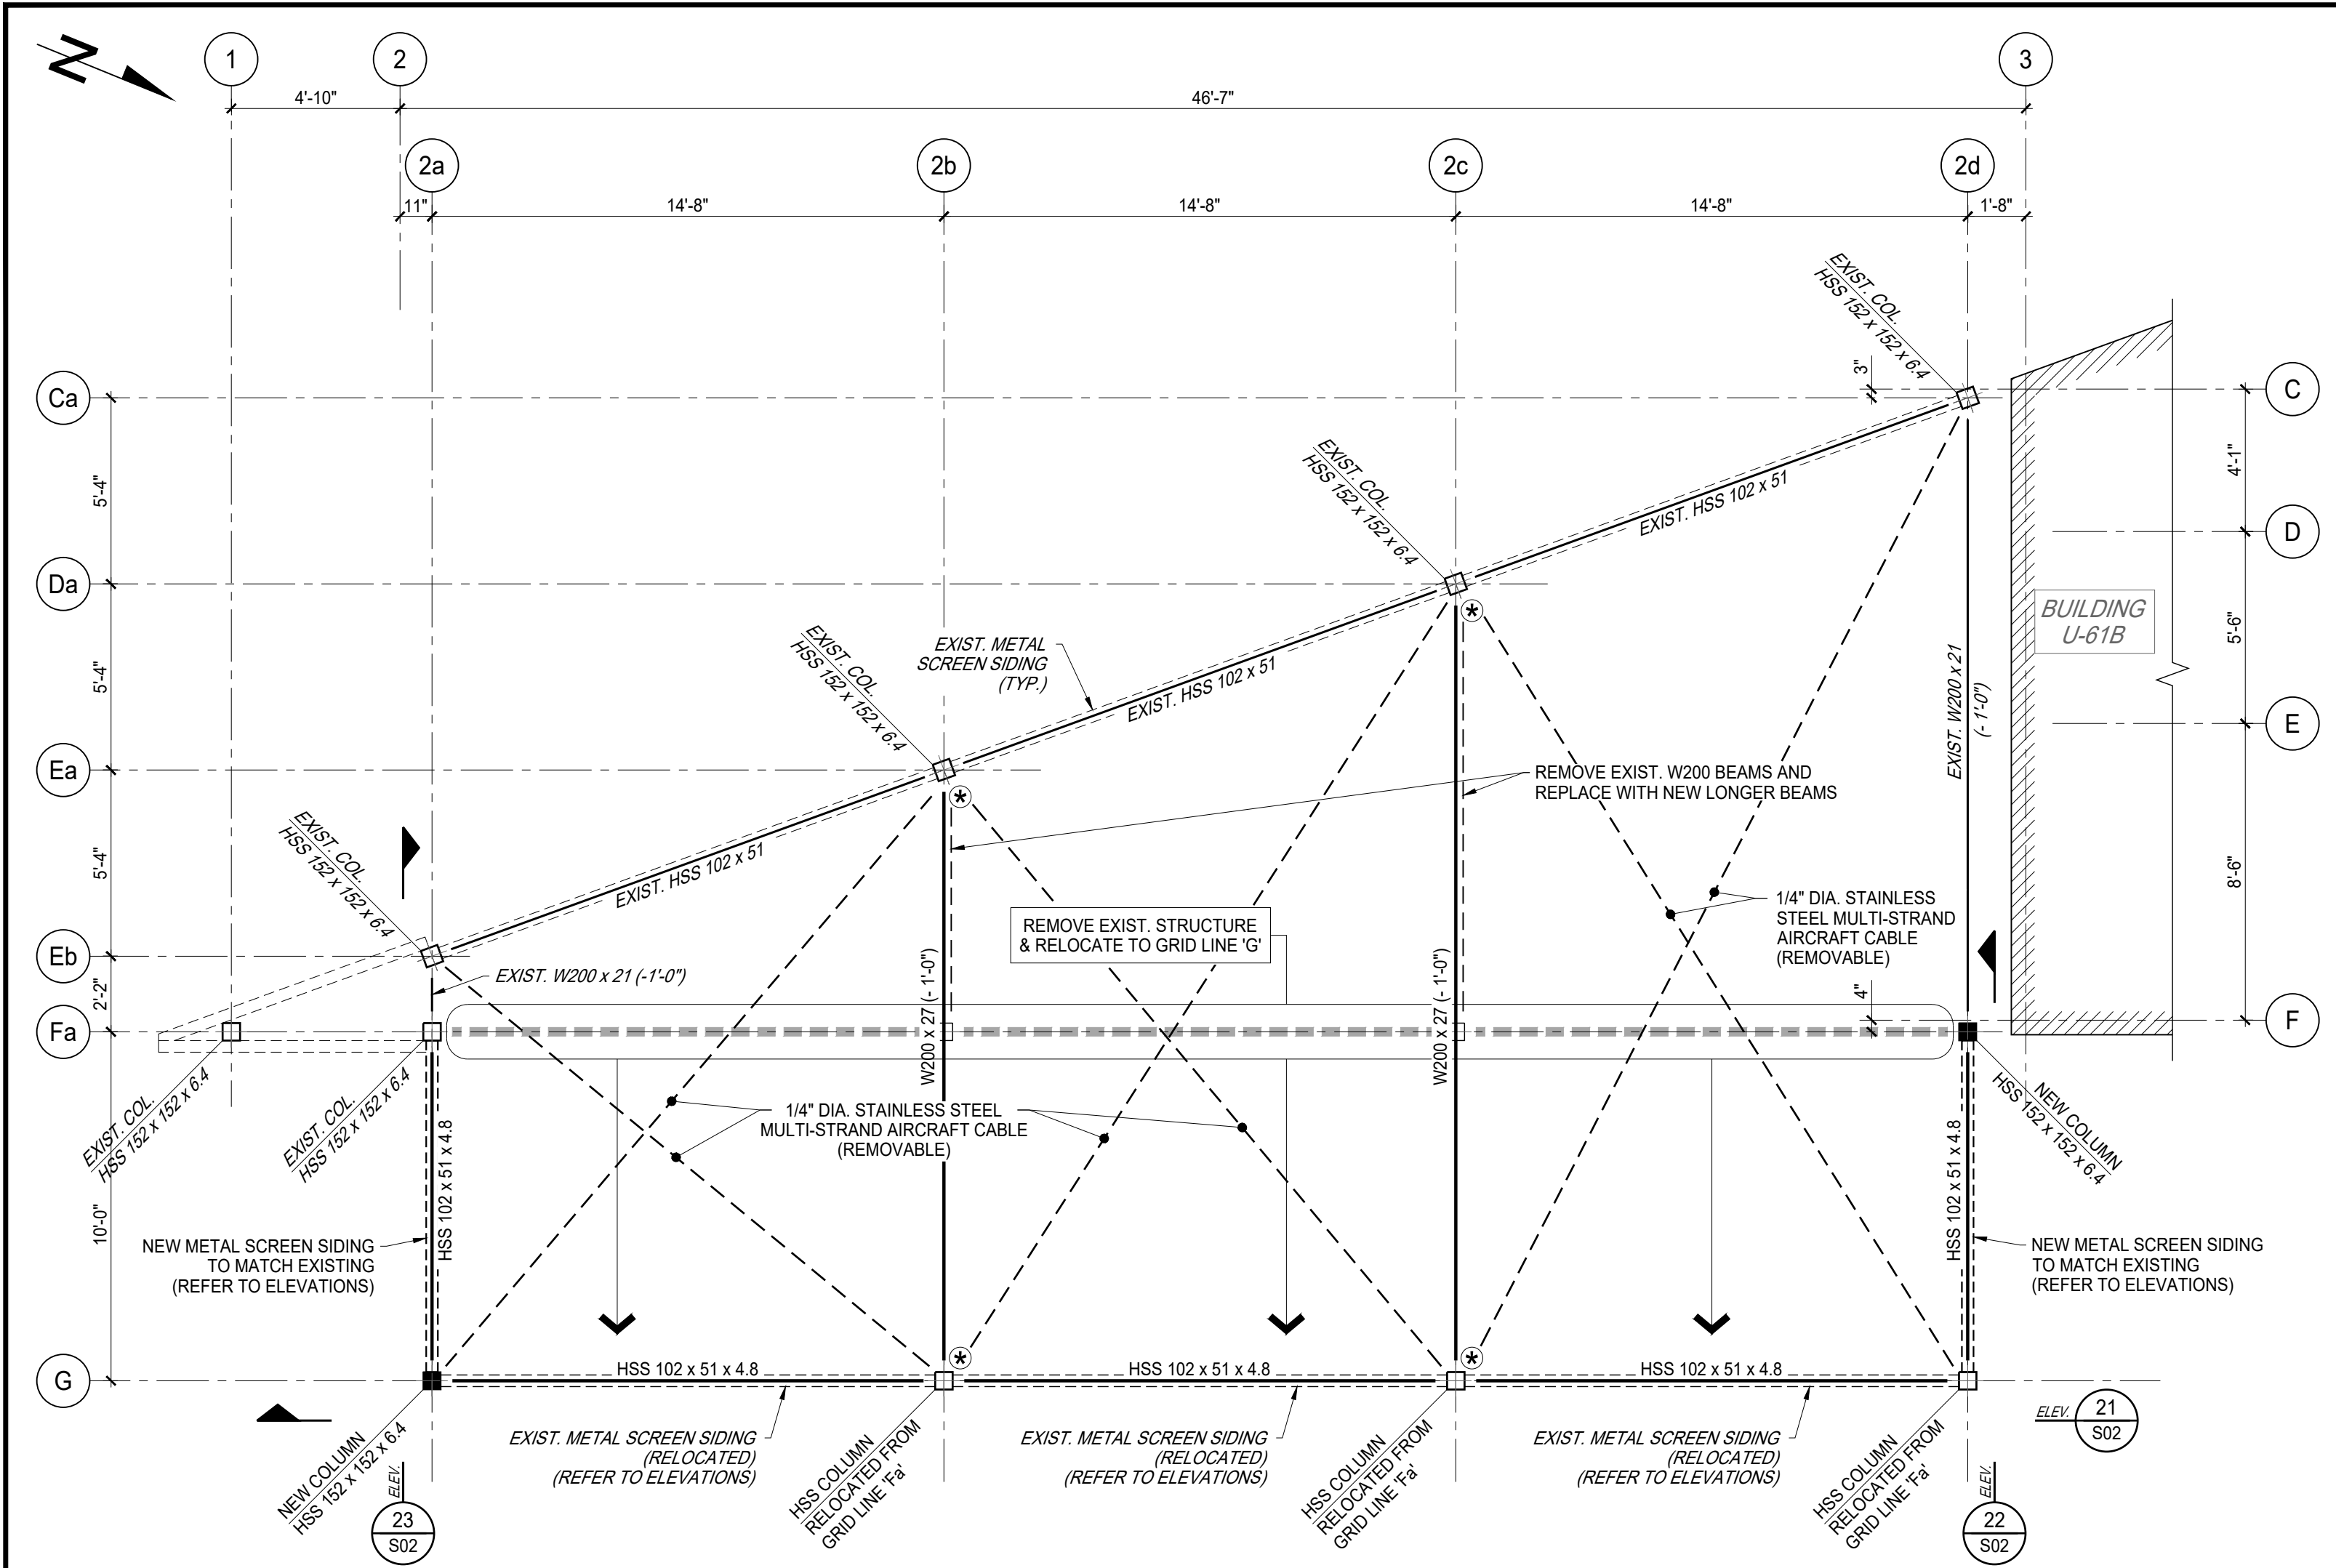 N
1
2
3
4'-10"
46'-7"
2a
2b
2c
2d
11"
14'-8"
14'-8"
14'-8"
1'-8"
EXIST. COL.
HSS 152 x 152 x 6.4
3"
Ca
C
5'-4"
4'-1"
EXIST. COL.
HSS 152 x 152 x 6.4
EXIST. HSS 102 x 51
D
Da
BUILDING
U-61B
5'-6"
EXIST. COL.
HSS 152 x 152 x 6.4
EXIST. METAL
SCREEN SIDING
(TYP.)
*
EXIST. HSS 102 x 51
EXIST. W200 x 21
(- 1'-0")
5'-4"
E
Ea
*
REMOVE EXIST. W200 BEAMS AND
REPLACE WITH NEW LONGER BEAMS
EXIST. COL.
HSS 152 x 152 x 6.4
EXIST. HSS 102 x 51
5'-4"
8'-6"
1/4" DIA. STAINLESS
STEEL MULTI-STRAND
AIRCRAFT CABLE
(REMOVABLE)
REMOVE EXIST. STRUCTURE
& RELOCATE TO GRID LINE 'G'
Eb
EXIST. W200 x 21 (-1'-0")
2'-2"
4"
W200 x 27 (- 1'-0")
W200 x 27 (- 1'-0")
Fa
F
EXIST. COL.
HSS 152 x 152 x 6.4
EXIST. COL.
HSS 152 x 152 x 6.4
1/4" DIA. STAINLESS STEEL
MULTI-STRAND AIRCRAFT CABLE
(REMOVABLE)
NEW COLUMN
HSS 152 x 152 x 6.4
HSS 102 x 51 x 4.8
HSS 102 x 51 x 4.8
10'-0"
NEW METAL SCREEN SIDING
TO MATCH EXISTING
(REFER TO ELEVATIONS)
NEW METAL SCREEN SIDING
TO MATCH EXISTING
(REFER TO ELEVATIONS)
*
*
G
HSS 102 x 51 x 4.8
HSS 102 x 51 x 4.8
HSS 102 x 51 x 4.8
NEW COLUMN
HSS 152 x 152 x 6.4
EXIST. METAL SCREEN SIDING
(RELOCATED)
(REFER TO ELEVATIONS)
HSS COLUMN
RELOCATED FROM
GRID LINE 'Fa'
EXIST. METAL SCREEN SIDING
(RELOCATED)
(REFER TO ELEVATIONS)
HSS COLUMN
RELOCATED FROM
GRID LINE 'Fa'
EXIST. METAL SCREEN SIDING
(RELOCATED)
(REFER TO ELEVATIONS)
HSS COLUMN
RELOCATED FROM
GRID LINE 'Fa'
ELEV.
21
S02
ELEV.
23
S02
ELEV.
22
S02